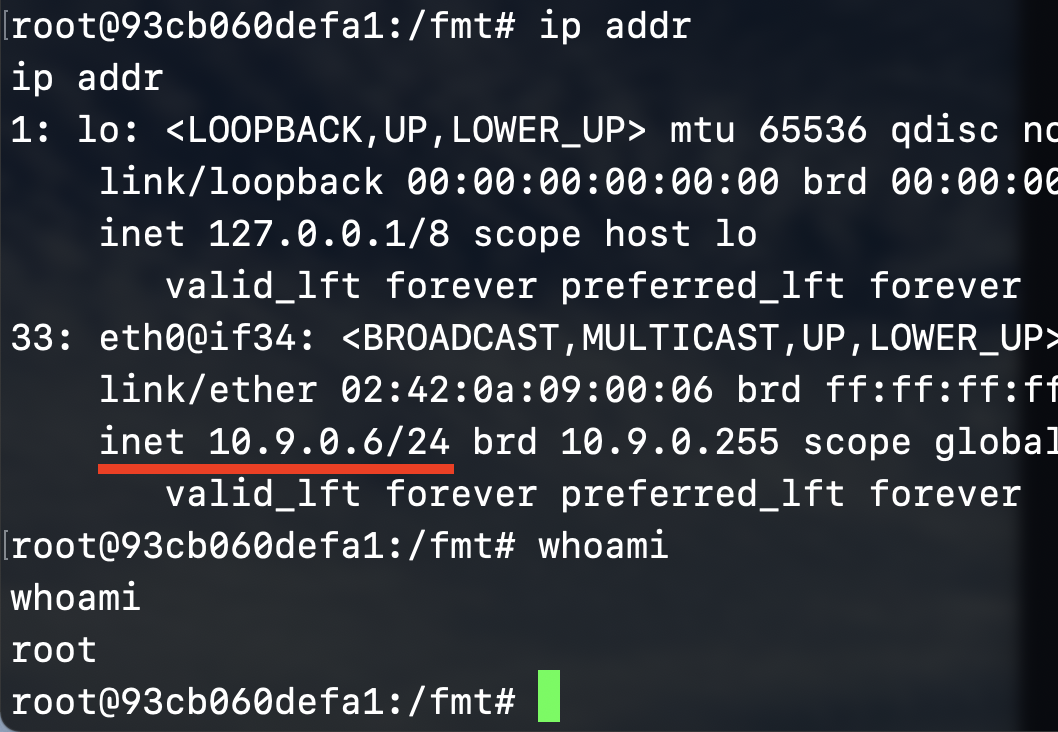 root@93cb060defa1:/fmt# ip addr
ip addr
1: lo: <LOOPBACK,UP,LOWER_UP> mtu 65536 qdisc no
link/loopback 00:00:00:00:00:00 brd 00:00:00
inet 127.0.0.1/8 scope host lo
valid_lft forever preferred_lft forever
33: eth0@if34: <BROADCAST,MULTICAST,UP,LOWER_UP>
link/ether 02:42:0a:09:00:06 brd ff:ff:ff:ff
inet 10.9.0.6/24 brd 10.9.0.255 scope global
valid_lft forever preferred_lft forever
root@93cb060defa1:/fmt# whoami
whoami
root
root@93cb060defa1:/fmt#